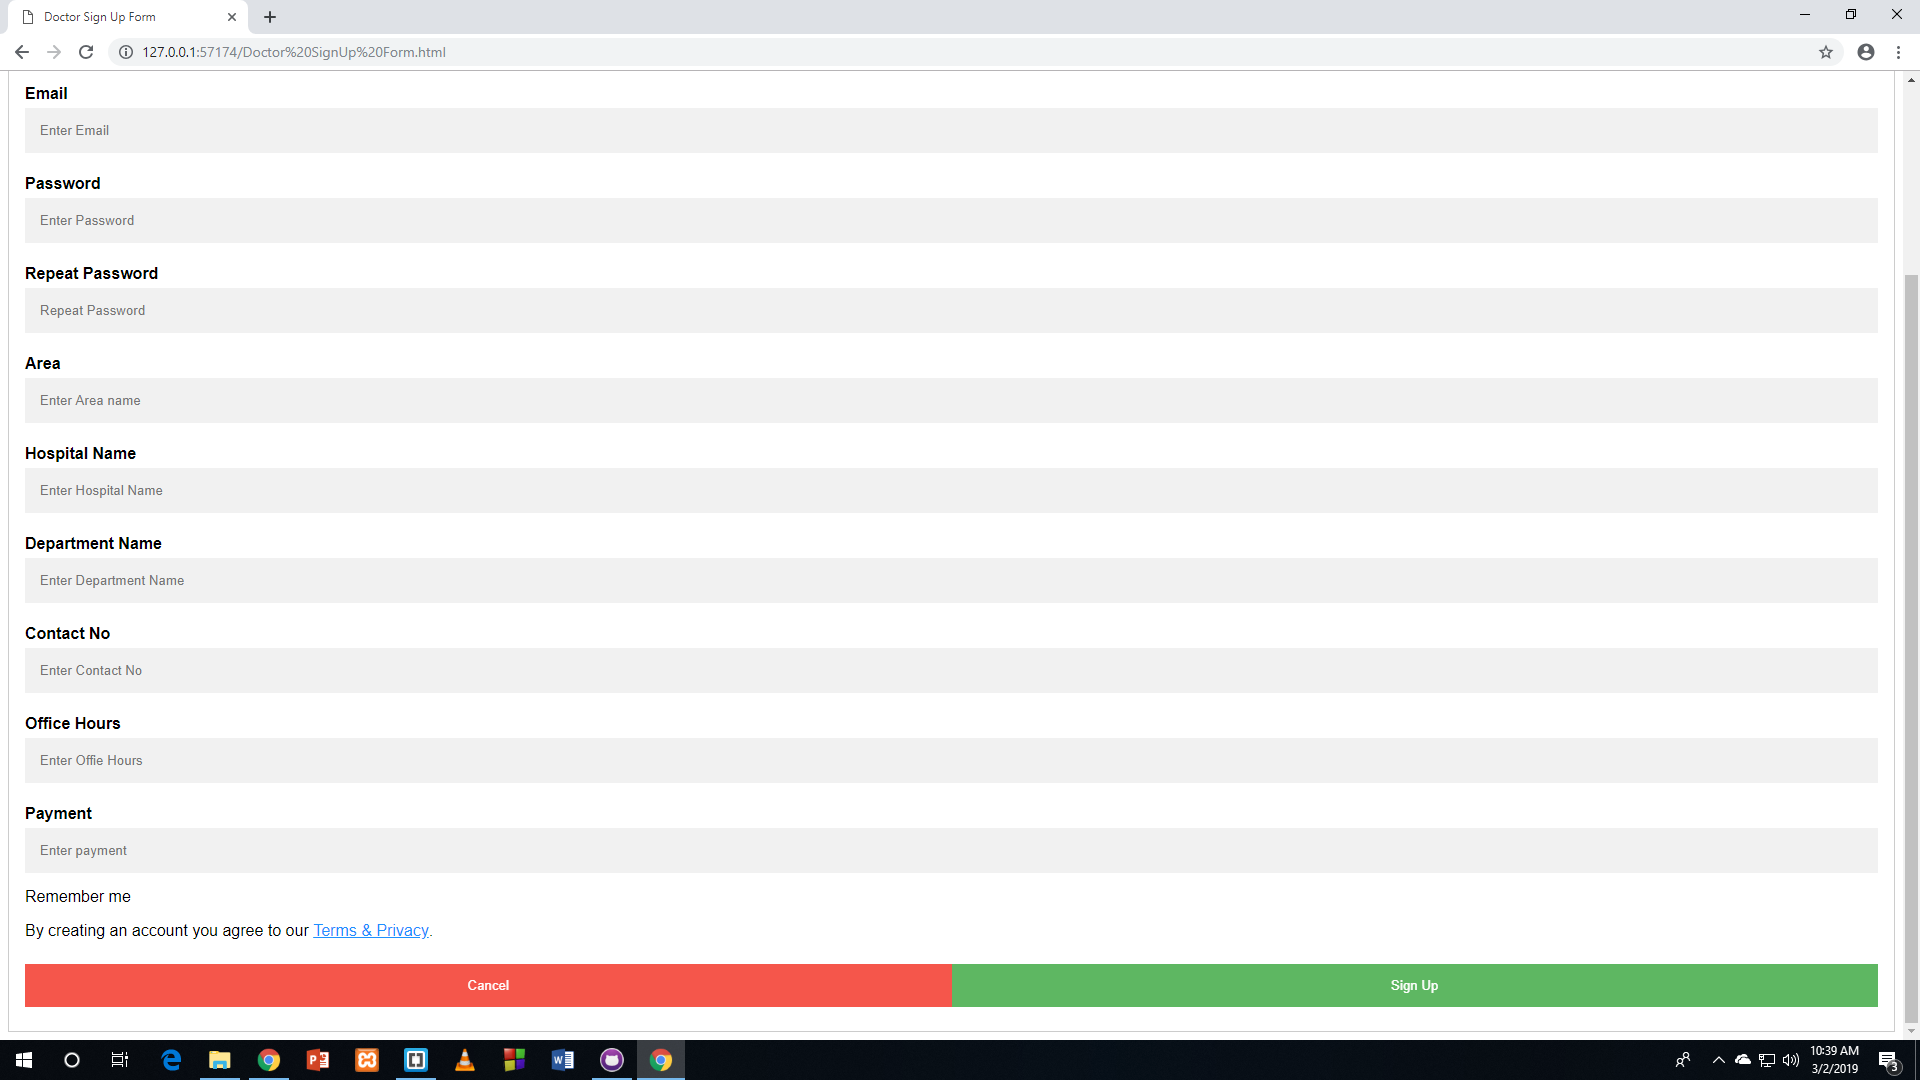 Doctor Sign Up Form
127.0.0.1:57174/Doctor%20SignUp%20Form.html
Email
Enter Email
Password
Enter Password
Repeat Password
Repeat Password
Area
Enter Area name
Hospital Name
Enter Hospital Name
Department Name
Enter Department Name
Contact No
Enter Contact No
Office Hours
Enter Offie Hours
Payment
Enter payment
Remember me
By creating an account you agree to our Terms & Privacy.
Cancel Sign Up
10:39 AM
3/2/2019
3